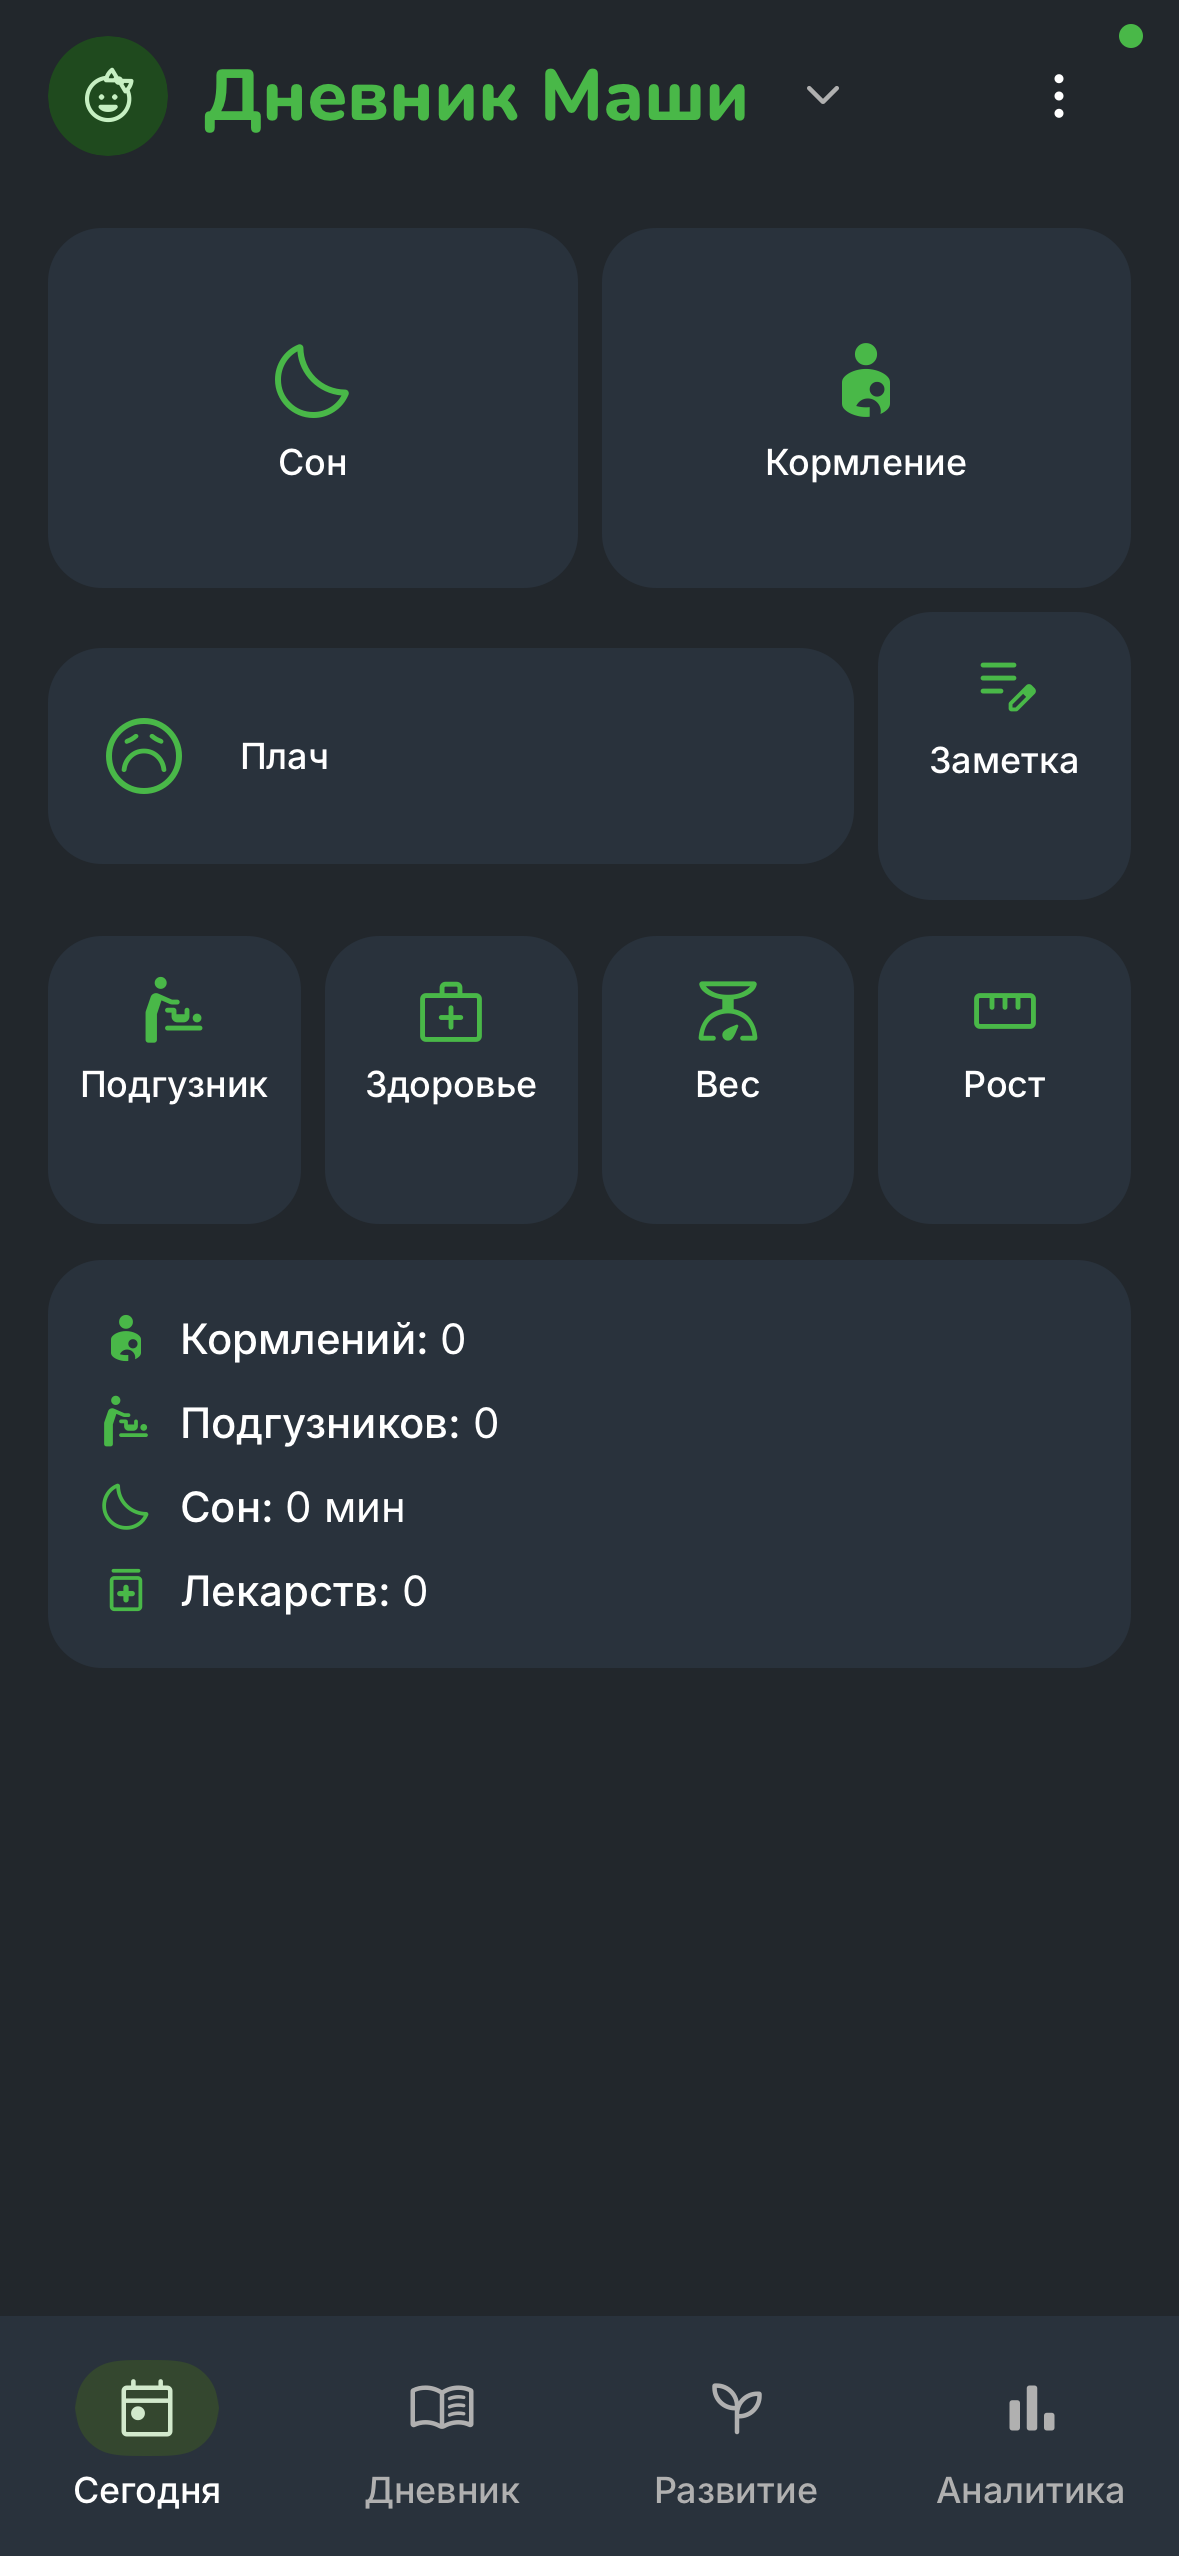 Дневник Маши
Сон
Кормление
Плач
Заметка
Подгузник
Здоровье
Вес
Рост
Кормлений: 0
Подгузников: 0
Сон: 0 мин
Лекарств: 0
Сегодня
Дневник
Развитие
Аналитика